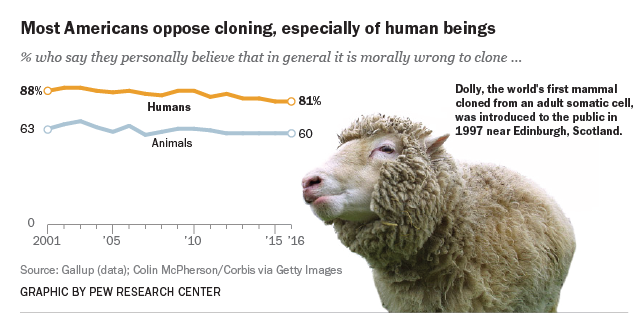 Most Americans oppose cloning, especially of human beings
% who say they personally believe that in general it is morally wrong to clone ...
88%
Humans
81%
63
Animals
60
0
2001
'05
'10
'15
'16
Dolly, the world's first mammal
cloned from an adult somatic cell,
was introduced to the public in
1997 near Edinburgh, Scotland.
Source: Gallup (data); Colin McPherson/Corbis via Getty Images
GRAPHIC BY PEW RESEARCH CENTER